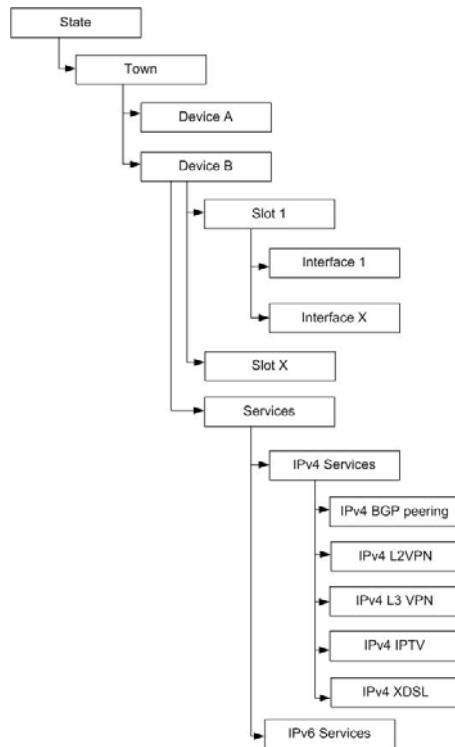 State
Town
Device A
Device B
Slot 1
Interface 1
Interface X
Slot X
Services
IPv4 Services
IPv4 BGP peering
IPv4 L2VPN
IPv4 L3 VPN
IPv4 IPTV
IPv4 XDSL
IPv6 Services